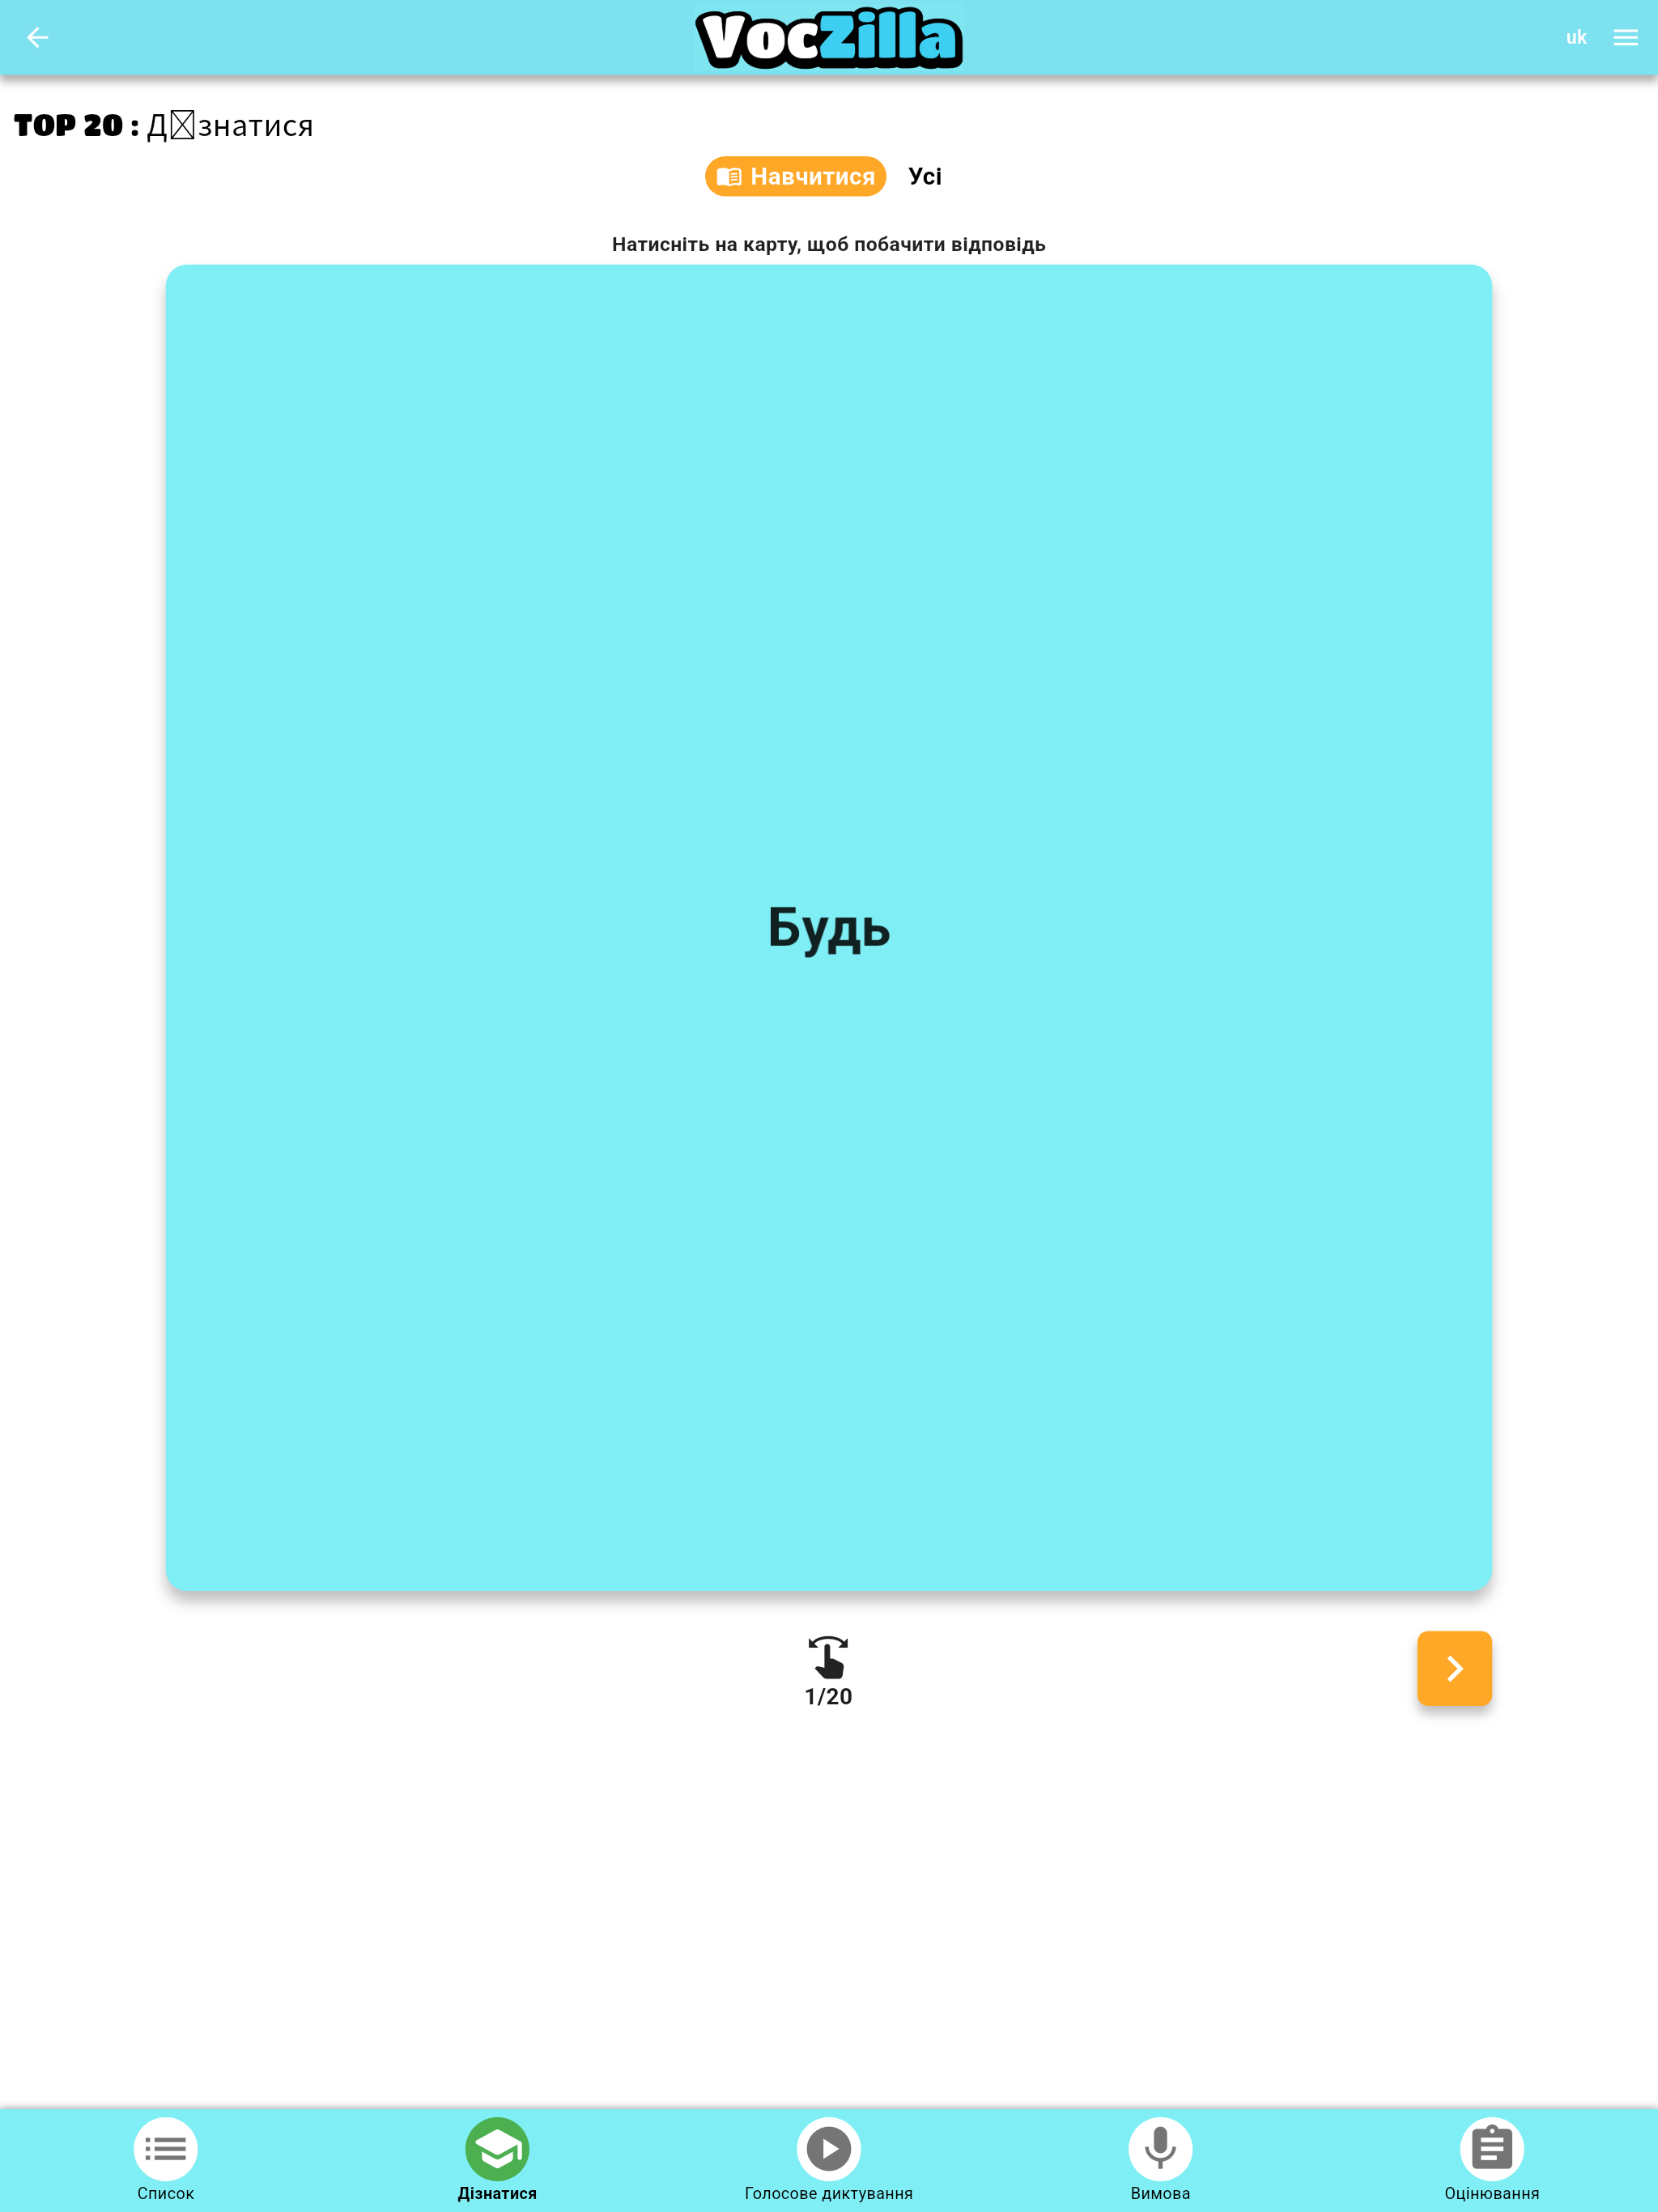 VocZilla
uk
TOP 20 : Д☒знатися
Навчитися
Усі
Натисніть на карту, щоб побачити відповідь
Будь
1/20
Список
Дізнатися
Голосове диктування
Вимова
Оцінювання